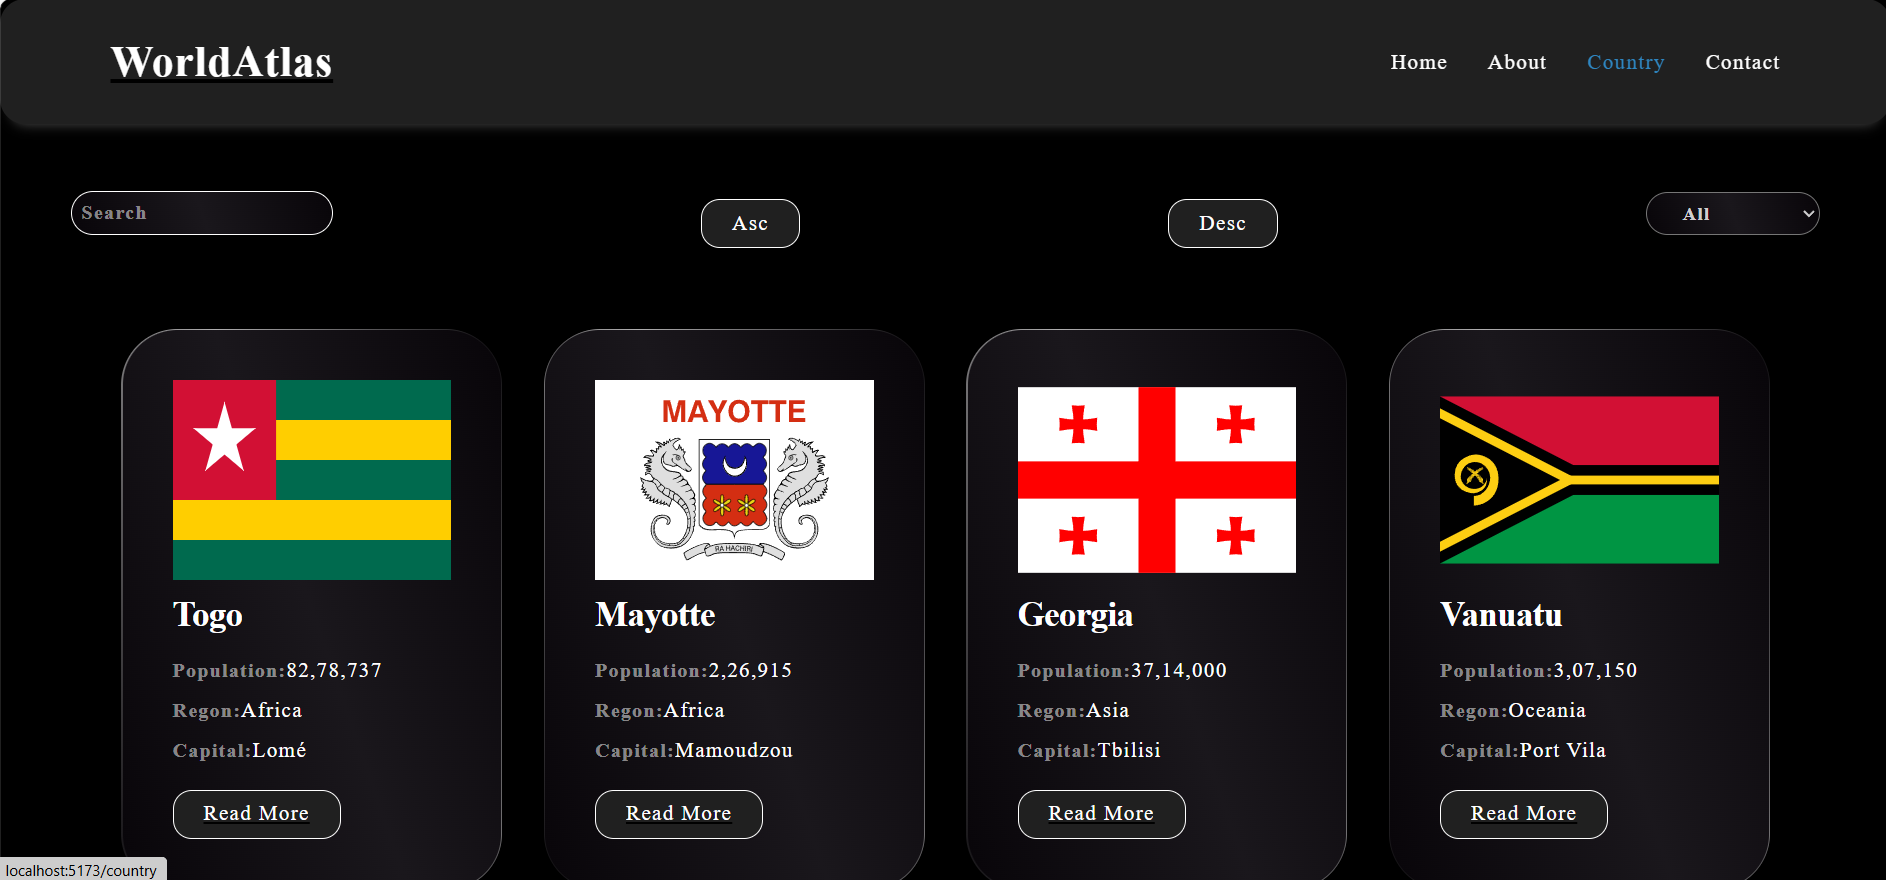 WorldAtlas
Home About Country Contact
Search Asc Desc All
MAYOTTE
RA HACHIRI
Togo
Population:82,78,737
Regon:Africa
Capital:Lomé
Read More
Mayotte
Population:2,26,915
Regon:Africa
Capital:Mamoudzou
Read More
Georgia
Population:37,14,000
Regon:Asia
Capital:Tbilisi
Read More
Vanuatu
Population:3,07,150
Regon:Oceania
Capital:Port Vila
Read More
localhost:5173/country